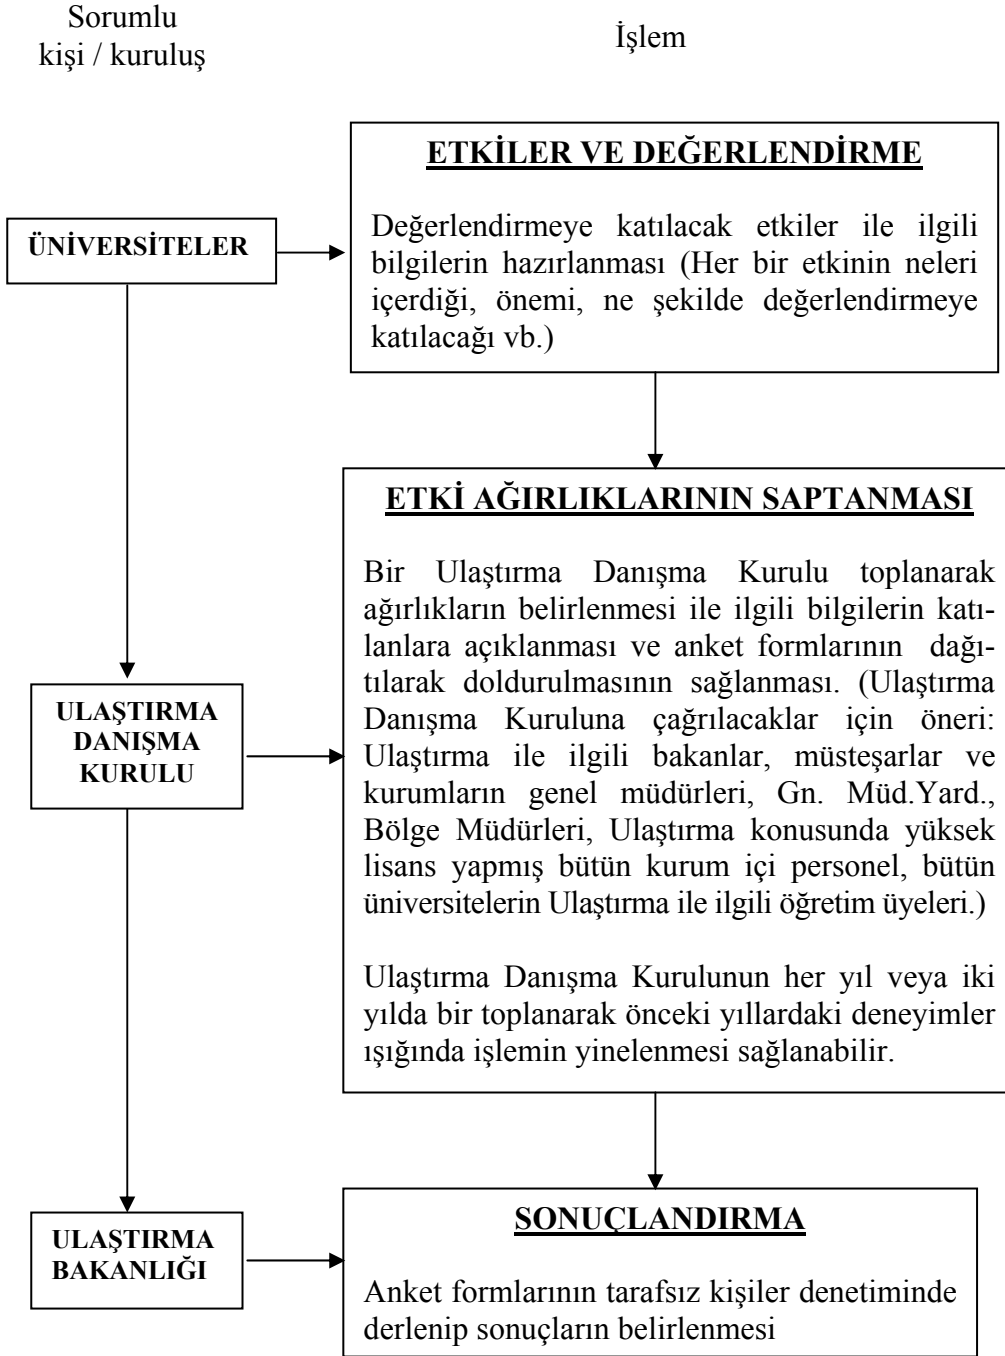 Sorumlu
kişi / kuruluş
İşlem
ETKİLER VE DEĞERLENDİRME
ÜNİVERSİTELER
Değerlendirmeye katılacak etkiler ile ilgili
bilgilerin hazırlanması (Her bir etkinin neleri
içerdiği, önemi, ne şekilde değerlendirmeye
katılacağı vb.)
ETKİ AĞIRLIKLARININ SAPTANMASI
ULAŞTIRMA
DANIŞMA
KURULU
Bir Ulaştırma Danışma Kurulu toplanarak
ağırlıkların belirlenmesi ile ilgili bilgilerin katı-
lanlara açıklanması ve anket formlarının dağı-
tılarak doldurulmasının sağlanması. (Ulaştırma
Danışma Kuruluna çağrılacaklar için öneri:
Ulaştırma ile ilgili bakanlar, müsteşarlar ve
kurumların genel müdürleri, Gn. Müd.Yard.,
Bölge Müdürleri, Ulaştırma konusunda yüksek
lisans yapmış bütün kurum içi personel, bütün
üniversitelerin Ulaştırma ile ilgili öğretim üyeleri.)
Ulaştırma Danışma Kurulunun her yıl veya iki
yılda bir toplanarak önceki yıllardaki deneyimler
ışığında işlemin yinelenmesi sağlanabilir.
ULAŞTIRMA
BAKANLIĞI
SONUÇLANDIRMA
Anket formlarının tarafsız kişiler denetiminde
derlenip sonuçların belirlenmesi